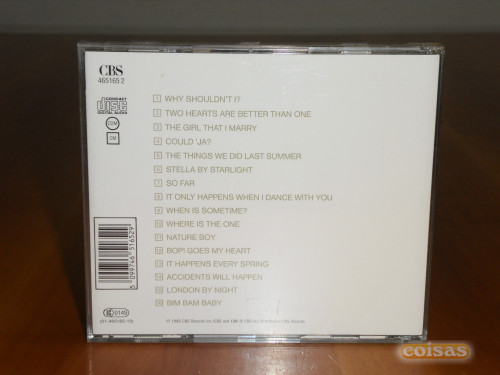 CBS
465165 2
COMPACT
DISC
DIGITAL AUDIO
1 WHY SHOULDN'T I?
2 TWO HEARTS ARE BETTER THAN ONE
3 THE GIRL THAT I MARRY
4 COULD 'JA?
5 THE THINGS WE DID LAST SUMMER
6 STELLA BY STARLIGHT
7 SO FAR
8 IT ONLY HAPPENS WHEN I DANCE WITH YOU
9 WHEN IS SOMETIME?
10 WHERE IS THE ONE
11 NATURE BOY
12 BOP! GOES MY HEART
13 IT HAPPENS EVERY SPRING
14 ACCIDENTS WILL HAPPEN
15 LONDON BY NIGHT
16 BIM BAM BABY
5 099746 516529
0149
coisas